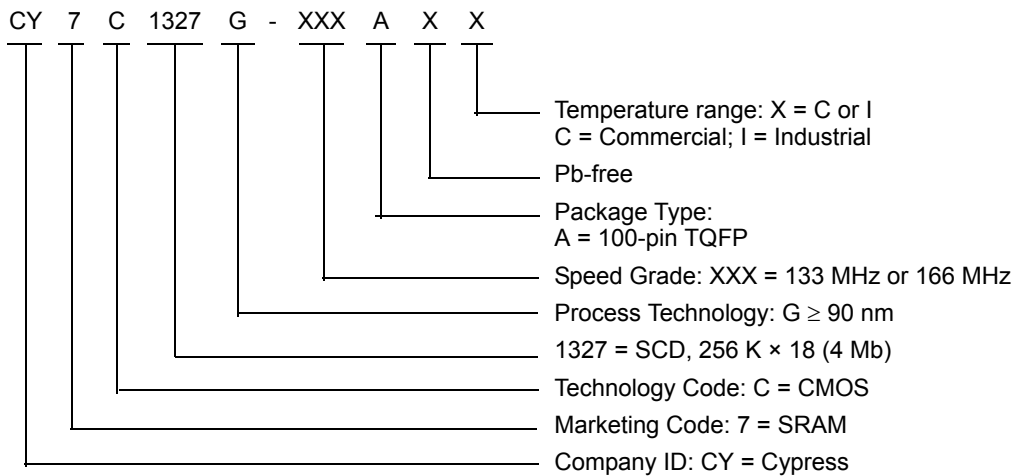 CY 7 C 1327 G - XXX A X X
Temperature range: X = C or I
C = Commercial; I = Industrial
Pb-free
Package Type:
A = 100-pin TQFP
Speed Grade: XXX = 133 MHz or 166 MHz
Process Technology: G ≥ 90 nm
1327 = SCD, 256 K × 18 (4 Mb)
Technology Code: C = CMOS
Marketing Code: 7 = SRAM
Company ID: CY = Cypress